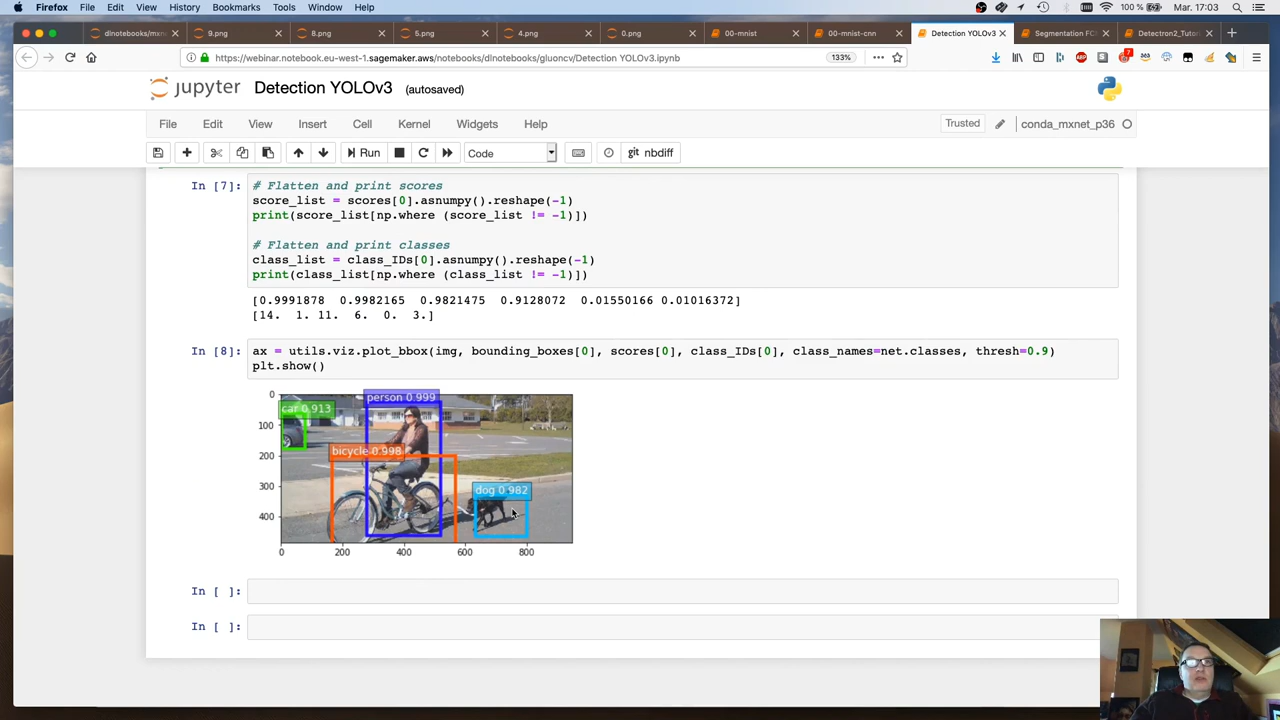 Firefox File Edit View History Bookmarks Tools Window Help 100 % Mar. 17:03
dlnotebooks/mxn 9.png 8.png 5.png 4.png 0.png 00-mnist 00-mnist-cnn Detection YOLOv3 Segmentation FC Detectron2_Tutor
https://webinar.notebook.eu-west-1.sagemaker.aws/notebooks/dlnotebooks/gluoncv/Detection YOLOv3.ipynb 133%
jupyter Detection YOLOv3 (autosaved)
File Edit View Insert Cell Kernel Widgets Help Trusted conda_mxnet_p36
Run Code nbdiff
In [7]: # Flatten and print scores
score_list = scores[0].asnumpy().reshape(-1)
print(score_list[np.where (score_list != -1)])
# Flatten and print classes
class_list = class_IDs[0].asnumpy().reshape(-1)
print(class_list[np.where (class_list != -1)])
[0.9991878 0.9982165 0.9821475 0.9128072 0.01550166 0.01016372]
[14. 1. 11. 6. 0. 3.]
In [8]: ax = utils.viz.plot_bbox(img, bounding_boxes[0], scores[0], class_IDs[0], class_names=net.classes, thresh=0.9)
plt.show()
0
person 0.999
car 0.913
100
bicycle 0.998
200
300
dog 0.982
400
0 200 400 600 800
In [ ]:
In [ ]: